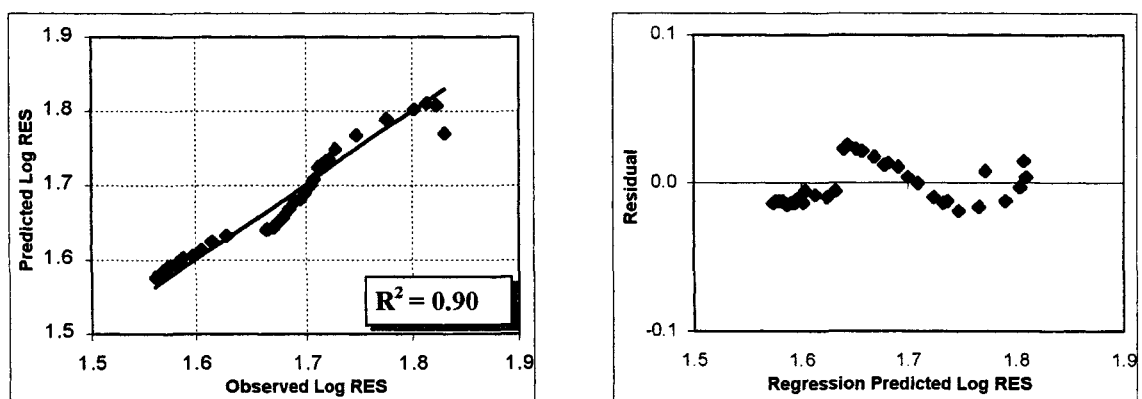 1.9
1.8
1.7
1.6
1.5
Predicted Log RES
R² = 0.90
1.5 1.6 1.7 1.8 1.9
Observed Log RES
0.1
0.0
-0.1
Residual
1.5 1.6 1.7 1.8 1.9
Regression Predicted Log RES